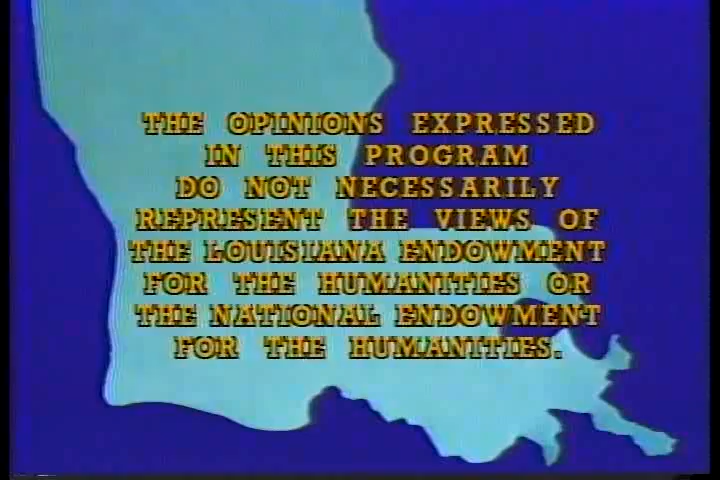 THE OPINIONS EXPRESSED
IN THIS PROGRAM
DO NOT NECESSARILY
REPRESENT THE VIEWS OF
THE LOUISIANA ENDOWMENT
FOR THE HUMANITIES OR
THE NATIONAL ENDOWMENT
FOR THE HUMANITIES.